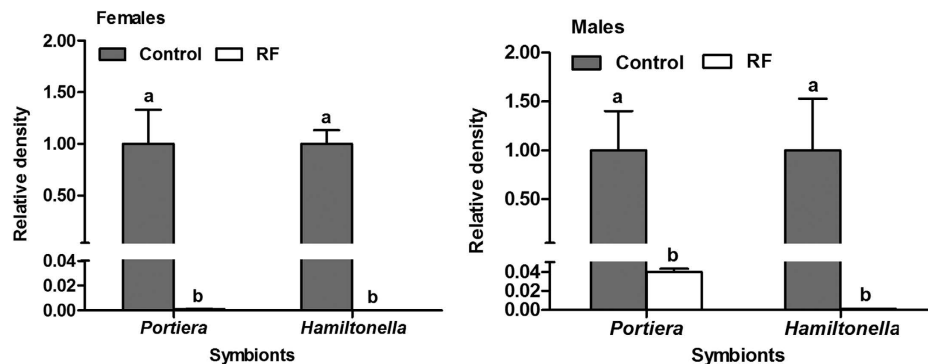 Females
Control RF
2.00
1.50
1.00
0.50
0.04
0.02
0.00
Relative density
a
b
a
b
Portiera Hamiltonella
Symbionts
Males
Control RF
2.00
1.50
1.00
0.50
0.04
0.02
0.00
Relative density
a
b
a
b
Portiera Hamiltonella
Symbionts